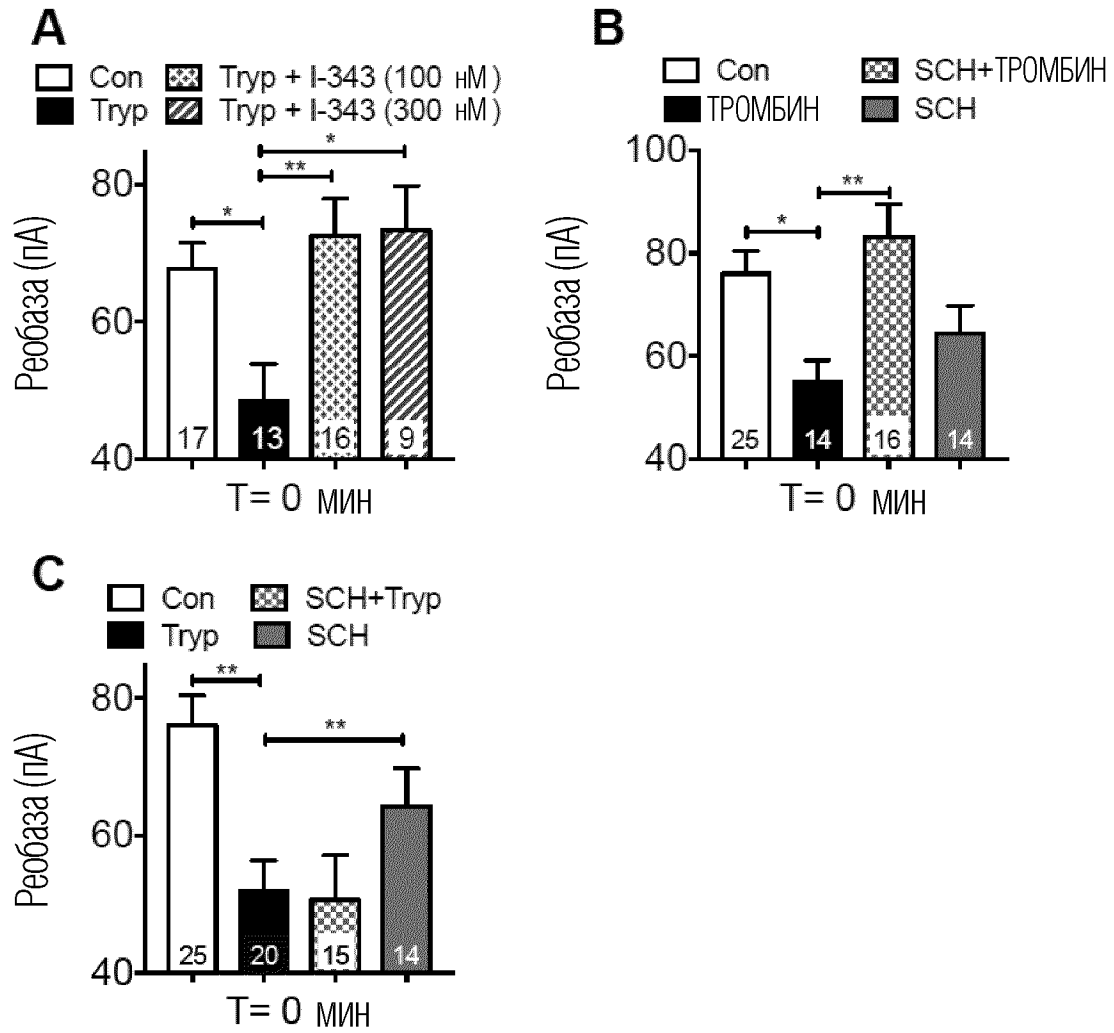 A
Con Tryp + I-343 (100 нМ)
Tryp Tryp + I-343 (300 нМ)
Реобаза (пА)
80
60
40
*
**
*
17 13 16 9
T= 0 мин
B
Con SCH+ТРОМБИН
ТРОМБИН SCH
Реобаза (пА)
100
80
60
40
*
**
25 14 16 14
T= 0 мин
C
Con SCH+Tryp
Tryp SCH
Реобаза (пА)
80
60
40
**
**
25 20 15 14
T= 0 мин